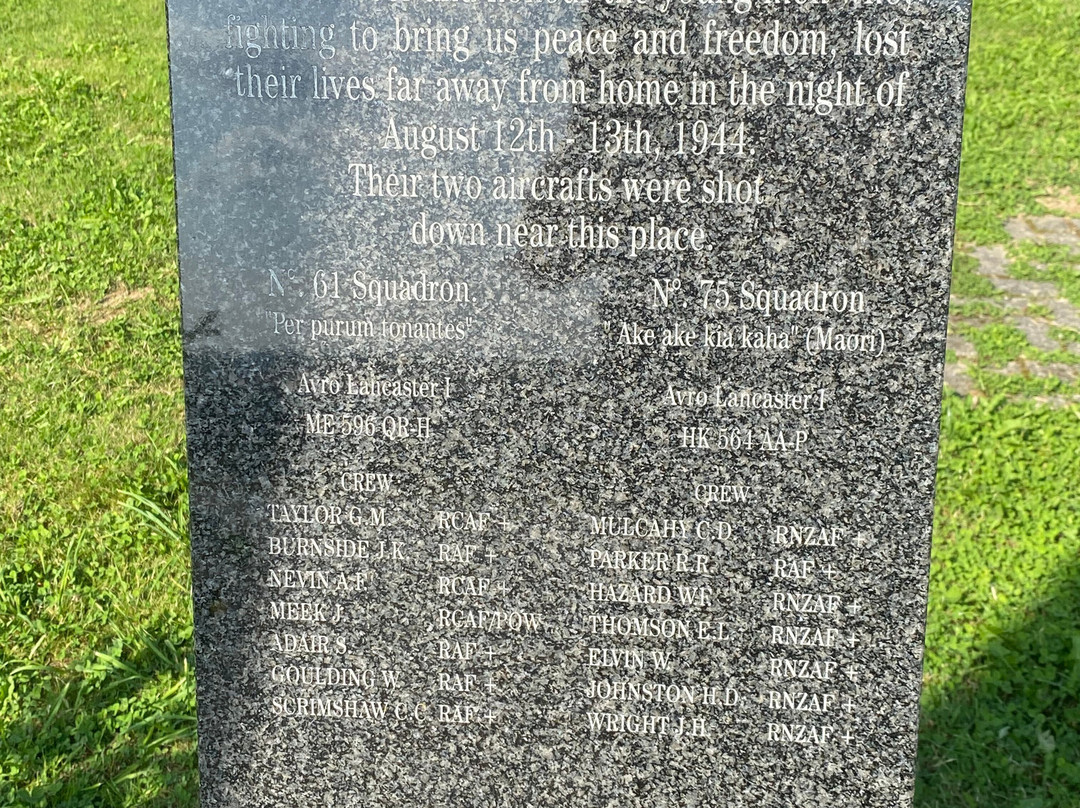 the young men who,
fighting to bring us peace and freedom, lost
their lives far away from home in the night of
August 12th - 13th, 1944.
Their two aircrafts were shot
down near this place
N°. 61 Squadron.
"Per purum tonantes"
Avro Lancaster I
ME 596 QR-H
CREW
TAYLOR G.M. RCAF +
BURNSIDE J.K. RAF +
NEVIN A.F. RCAF +
MEEK J. RCAF/POW
ADAIR S. RAF +
GOULDING W. RAF +
SCRIMSHAW C.C. RAF +
N°. 75 Squadron
"Ake ake kia kaha" (Maori)
Avro Lancaster I
HK 564 AA-P
CREW
MULCAHY C.D. RNZAF +
PARKER R.R. RAF +
HAZARD W.F. RNZAF +
THOMSON E.L. RNZAF +
ELVIN W. RNZAF +
JOHNSTON H.D. RNZAF +
WRIGHT J.H. RNZAF +